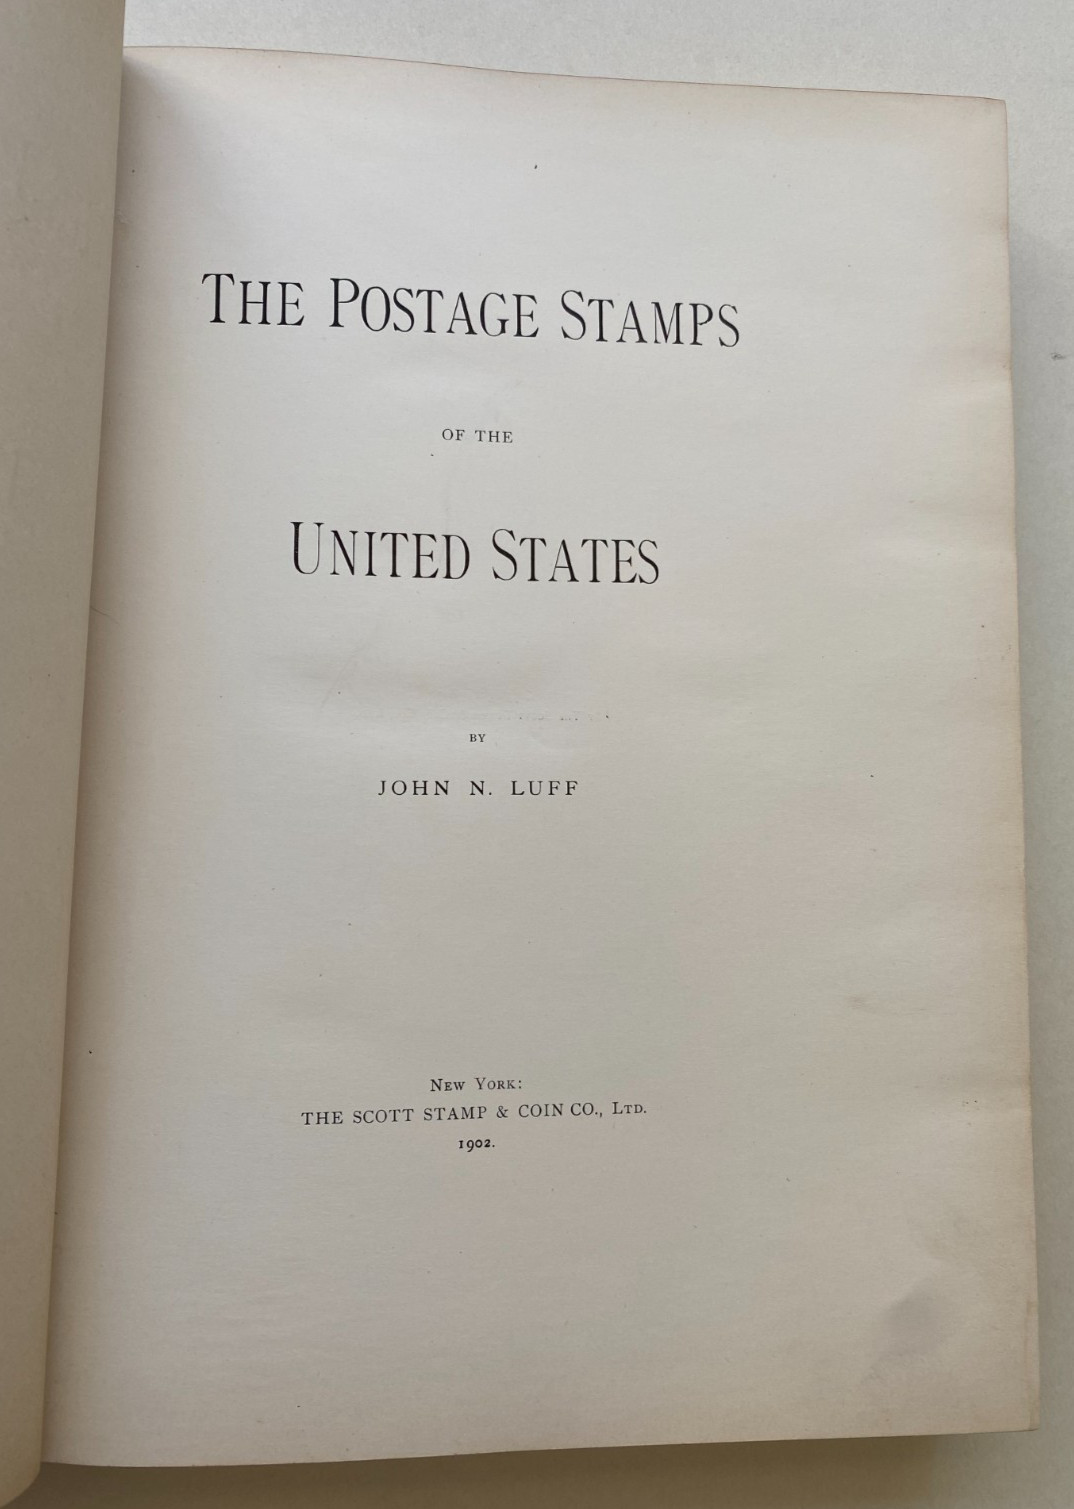 The Postage Stamps
OF THE
United States
BY
JOHN N. LUFF
New York:
THE SCOTT STAMP & COIN CO., Ltd.
1902.